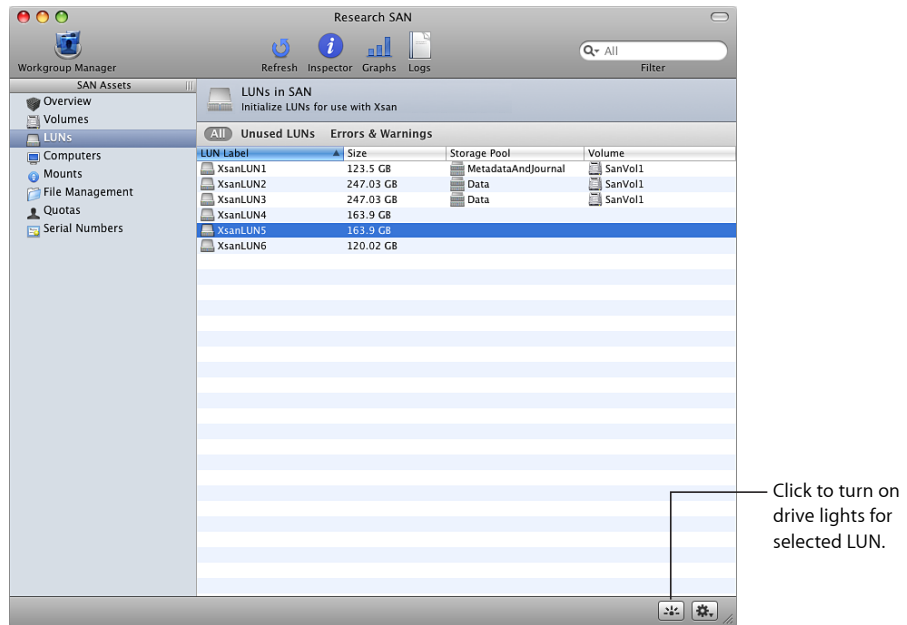 Research SAN
Workgroup Manager
Refresh Inspector Graphs Logs
All
Filter
SAN Assets
Overview
Volumes
LUNs
Computers
Mounts
File Management
Quotas
Serial Numbers
LUNs in SAN
Initialize LUNs for use with Xsan
All Unused LUNs Errors & Warnings
LUN Label Size Storage Pool Volume
XsanLUN1 123.5 GB MetadataAndJournal SanVol1
XsanLUN2 247.03 GB Data SanVol1
XsanLUN3 247.03 GB Data SanVol1
XsanLUN4 163.9 GB
XsanLUN5 163.9 GB
XsanLUN6 120.02 GB
Click to turn on
drive lights for
selected LUN.